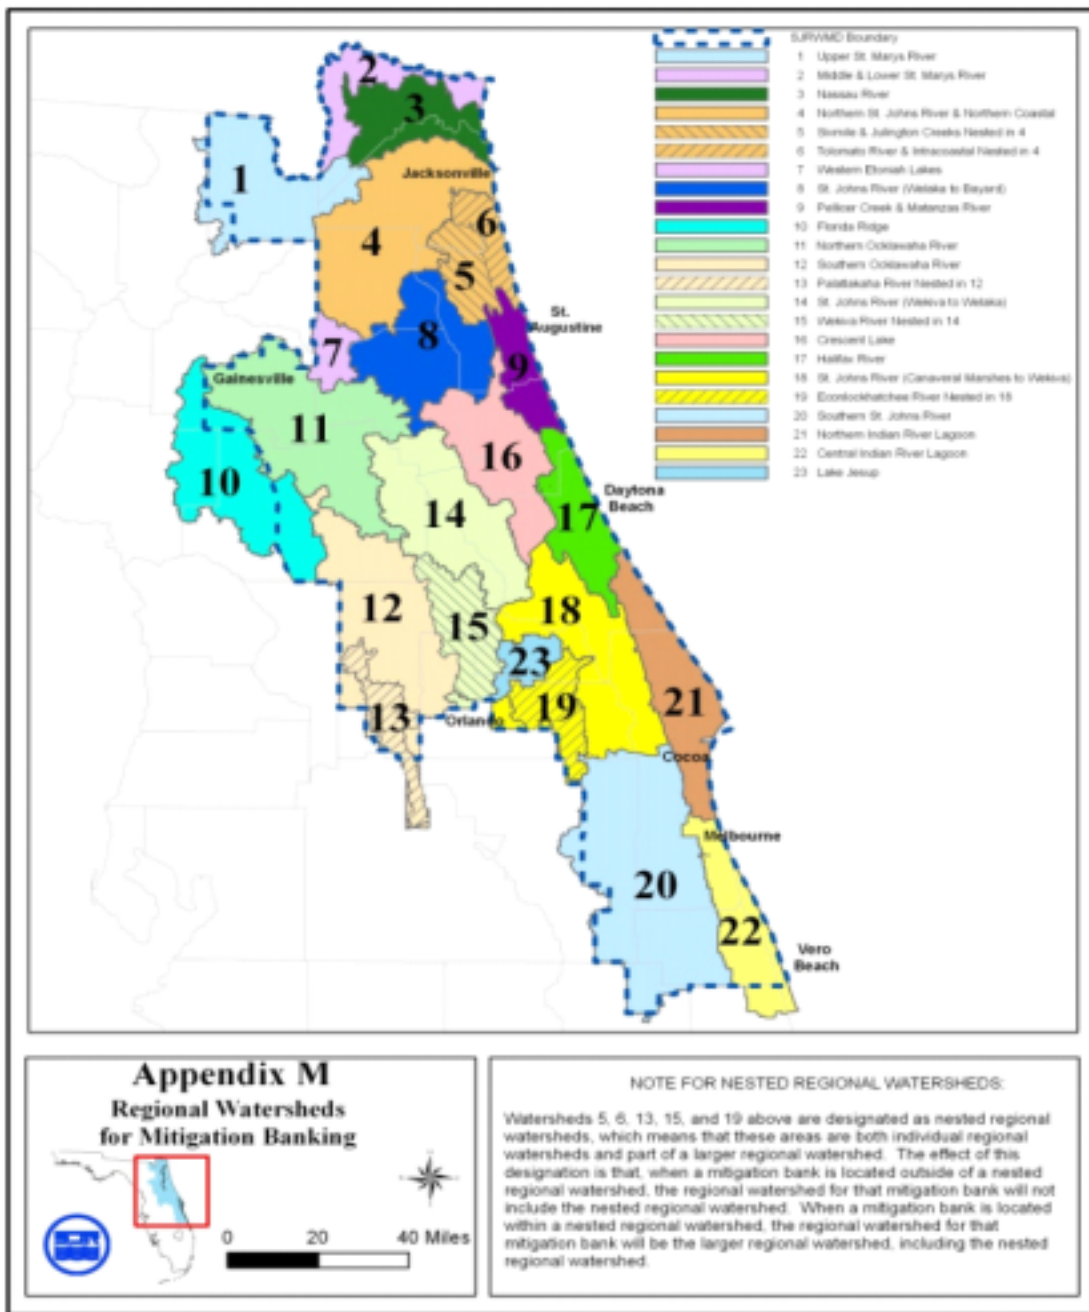 2
3
Jacksonville
1
6
4
5
St.
Augustine
8
7
9
Gainesville
11
10
16
Daytona
Beach
14
17
12
18
15
23
19
13
Orlando
21
Cocoa
Melbourne
20
22
Vero
Beach
SJRWMD Boundary
1 Upper St. Marys River
2 Middle & Lower St. Marys River
3 Nassau River
4 Northern St. Johns River & Northern Coastal
5 Sixmile & Julington Creeks Nested in 4
6 Tolomato River & Intracoastal Nested in 4
7 Western Etoniah Lakes
8 St. Johns River (Welaka to Bayard)
9 Pellicer Creek & Matanzas River
10 Florida Ridge
11 Northern Ocklawaha River
12 Southern Ocklawaha River
13 Palatlakaha River Nested in 12
14 St. Johns River (Wekiva to Welaka)
15 Wekiva River Nested in 14
16 Crescent Lake
17 Halifax River
18 St. Johns River (Canaveral Marshes to Wekiva)
19 Econlockhatchee River Nested in 18
20 Southern St. Johns River
21 Northern Indian River Lagoon
22 Central Indian River Lagoon
23 Lake Jesup
Appendix M
Regional Watersheds
for Mitigation Banking
0 20 40 Miles
NOTE FOR NESTED REGIONAL WATERSHEDS:
Watersheds 5, 6, 13, 15, and 19 above are designated as nested regional
watersheds, which means that these areas are both individual regional
watersheds and part of a larger regional watershed. The effect of this
designation is that, when a mitigation bank is located outside of a nested
regional watershed, the regional watershed for that mitigation bank will not
include the nested regional watershed. When a mitigation bank is located
within a nested regional watershed, the regional watershed for that
mitigation bank will be the larger regional watershed, including the nested
regional watershed.